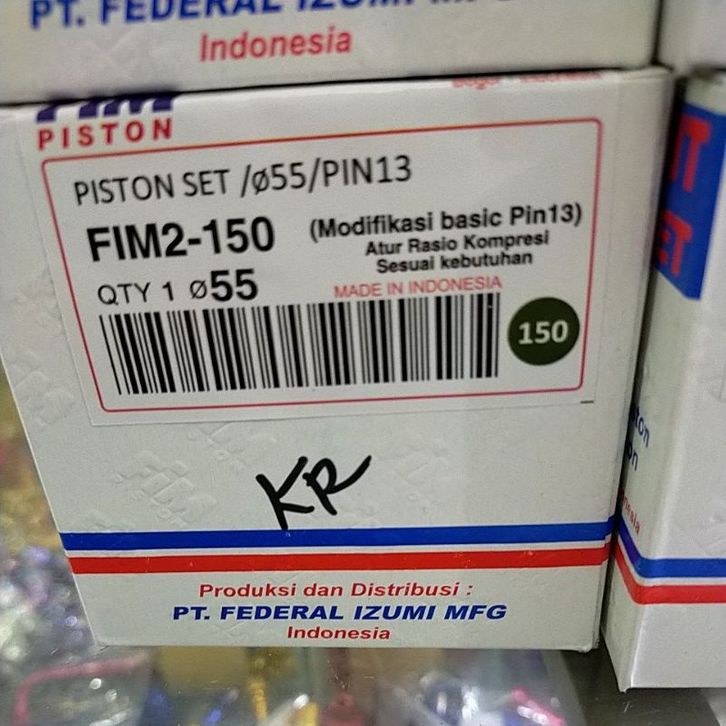 PT. FEDERAL IZUMI MFG
Indonesia
FIM
PISTON
PISTON SET /ø55/PIN13
FIM2-150
(Modifikasi basic Pin13)
Atur Rasio Kompresi
Sesuai kebutuhan
QTY 1 ø55
MADE IN INDONESIA
150
KR
Produksi dan Distribusi :
PT. FEDERAL IZUMI MFG
Indonesia